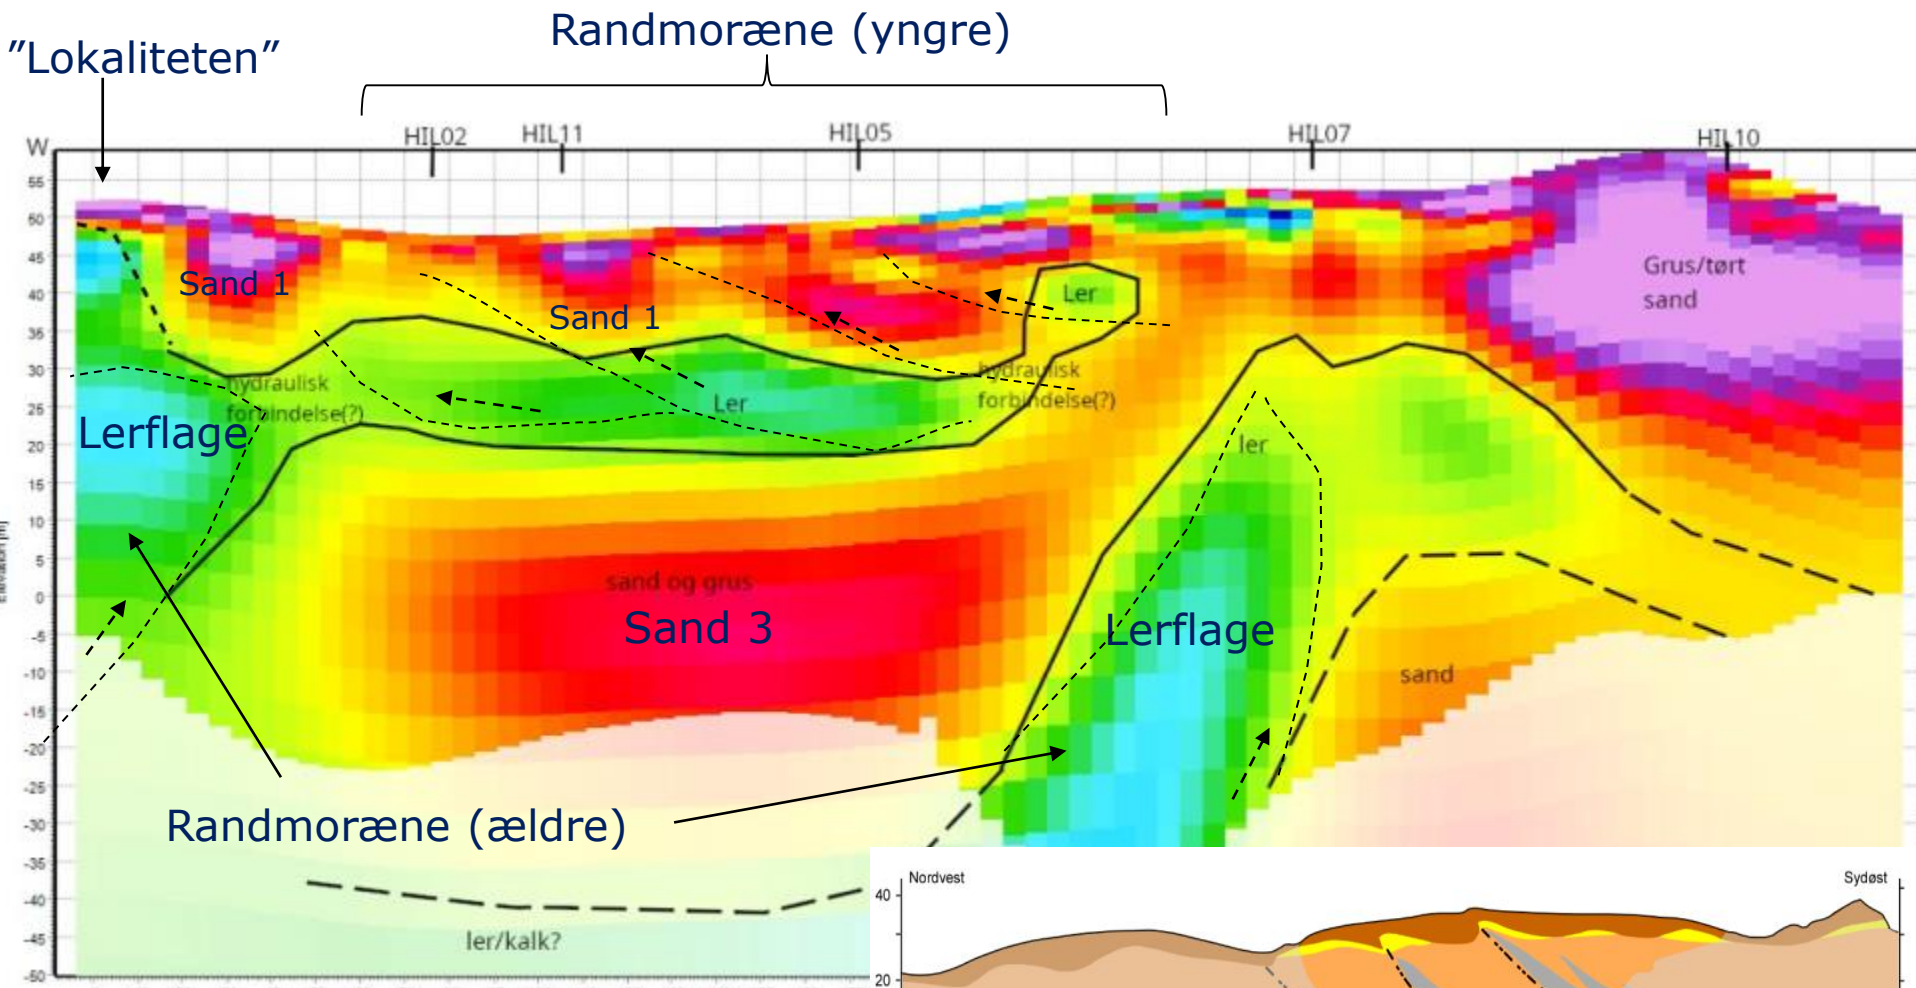 Randmoræne (yngre)
”Lokaliteten”
HIL02
HIL11
HIL05
HIL07
HIL10
W
55
50
45
40
35
30
25
20
15
10
5
0
-5
-10
-15
-20
-25
-30
-35
-40
-45
-50
Sand 1
Sand 1
Ler
Grus/tørt
sand
hydraulisk
forbindelse(?)
hydraulisk
forbindelse(?)
Ler
Lerflage
ler
sand og grus
Sand 3
Lerflage
sand
Randmoræne (ældre)
ler/kalk?
Nordvest
Sydøst
40
20